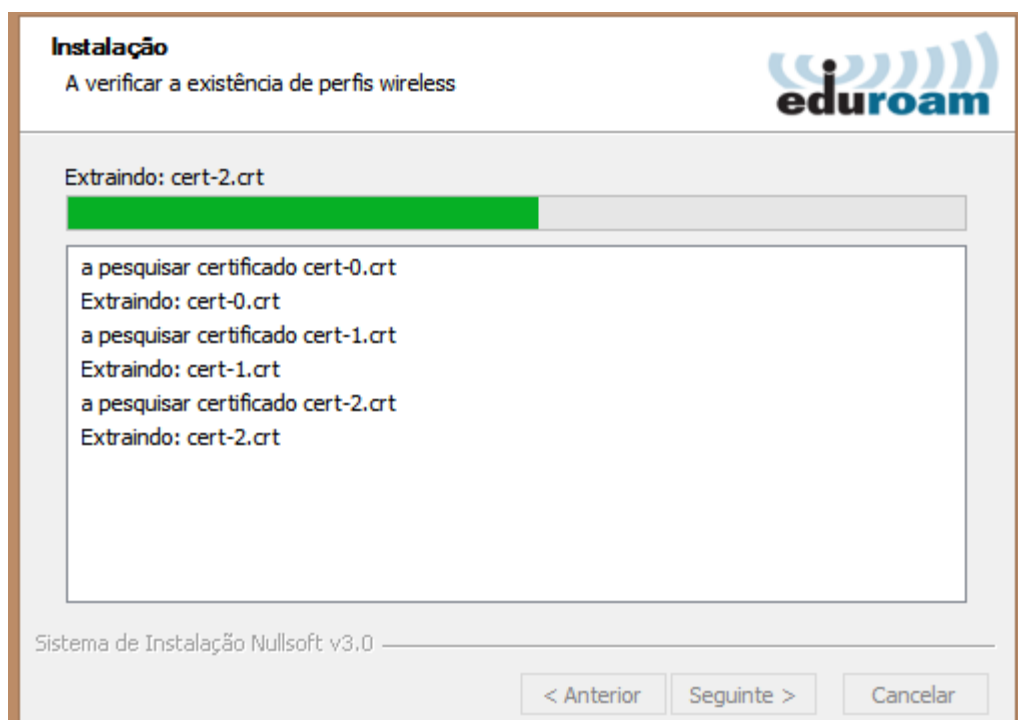 Instalação
A verificar a existência de perfis wireless
eduroam
Extraindo: cert-2.crt
a pesquisar certificado cert-0.crt
Extraindo: cert-0.crt
a pesquisar certificado cert-1.crt
Extraindo: cert-1.crt
a pesquisar certificado cert-2.crt
Extraindo: cert-2.crt
Sistema de Instalação Nullsoft v3.0
< Anterior Seguinte > Cancelar